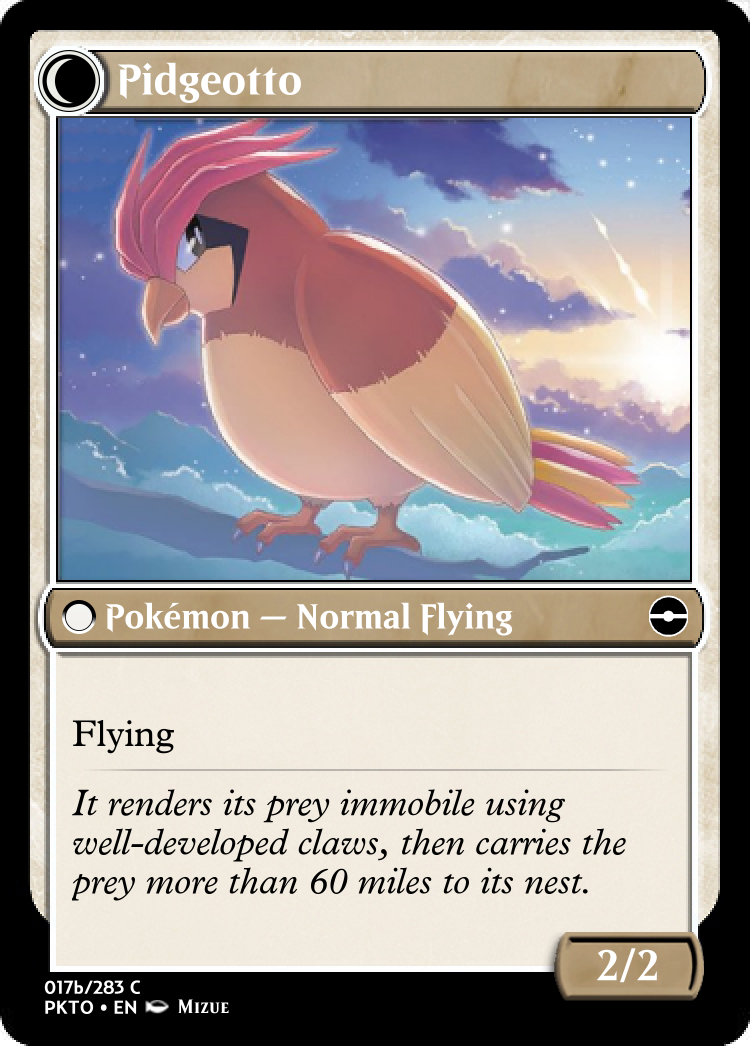 Pidgeotto
Pokémon — Normal Flying
Flying
It renders its prey immobile using
well-developed claws, then carries the
prey more than 60 miles to its nest.
2/2
017b/283 C
PKTO • EN Mizue